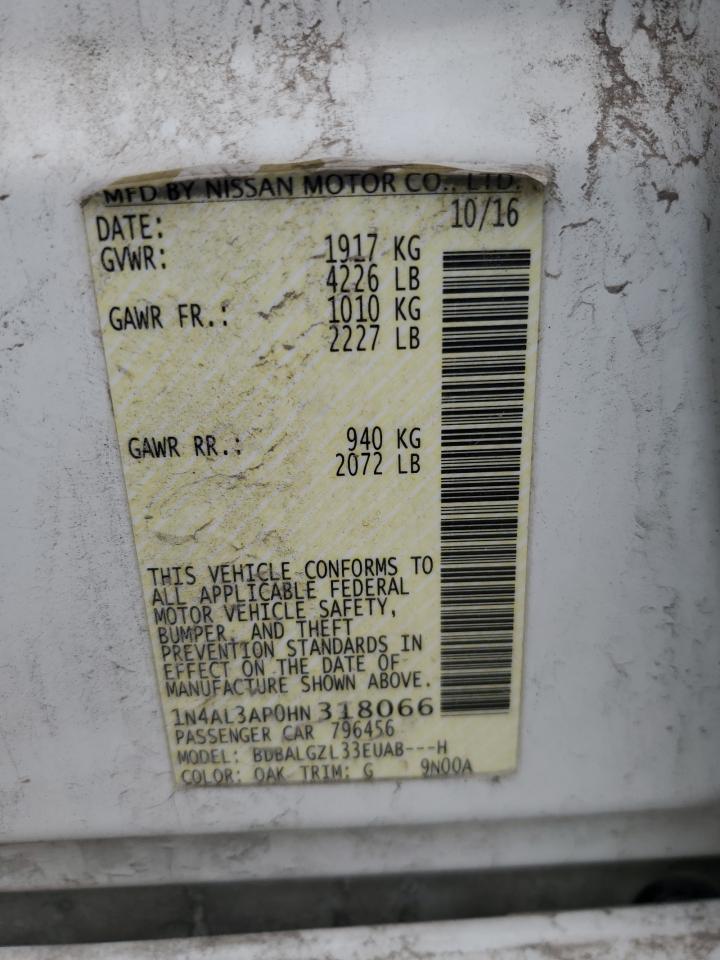 MFD BY NISSAN MOTOR CO., LTD.
DATE: 10/16
GVWR: 1917 KG
4226 LB
GAWR FR.: 1010 KG
2227 LB
GAWR RR.: 940 KG
2072 LB
THIS VEHICLE CONFORMS TO
ALL APPLICABLE FEDERAL
MOTOR VEHICLE SAFETY,
BUMPER, AND THEFT
PREVENTION STANDARDS IN
EFFECT ON THE DATE OF
MANUFACTURE SHOWN ABOVE.
1N4AL3AP0HN318066
PASSENGER CAR 796456
MODEL: BDBALGZL33EUAB---H
COLOR: QAK TRIM: G 9N00A